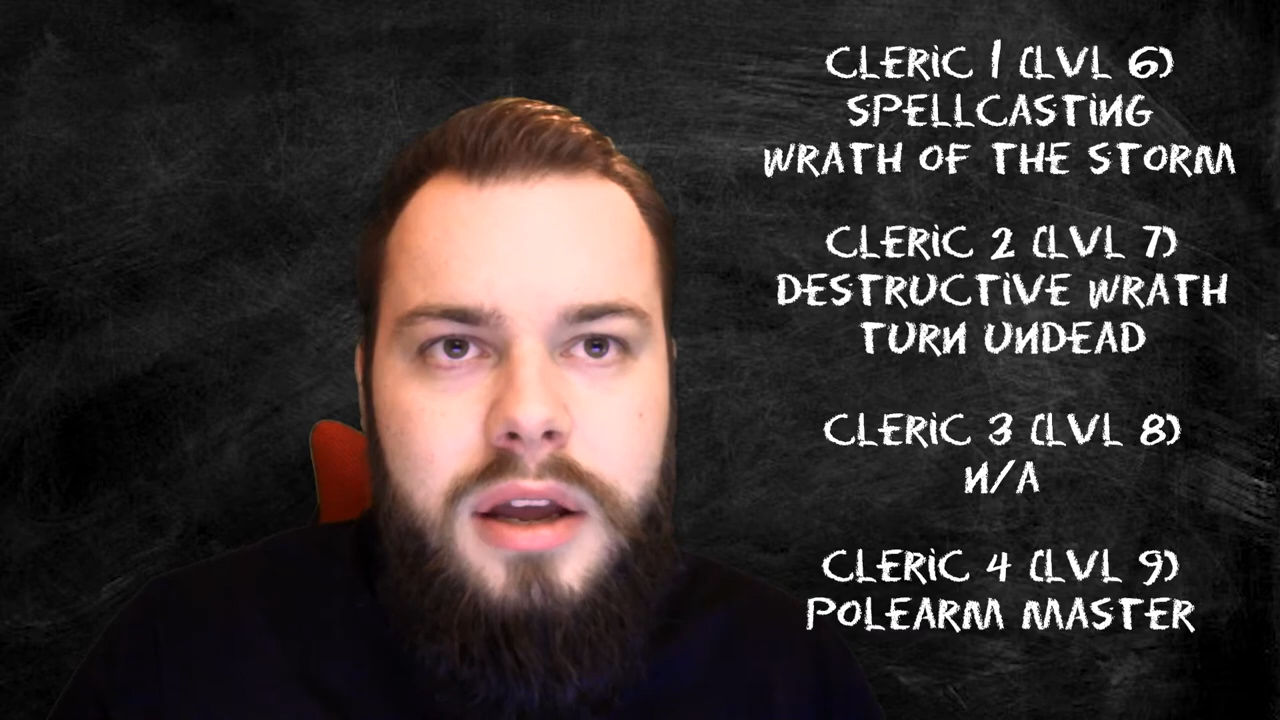 CLERIC 1 (LVL 6)
SPELLCASTING
WRATH OF THE STORM
CLERIC 2 (LVL 7)
DESTRUCTIVE WRATH
TURN UNDEAD
CLERIC 3 (LVL 8)
N/A
CLERIC 4 (LVL 9)
POLEARM MASTER